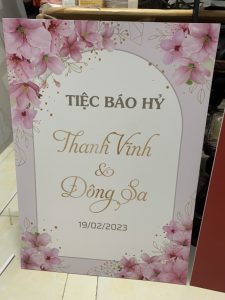 TIỆC BÁO HỶ
Thanh Vinh
&
Đông Sa
19/02/2023